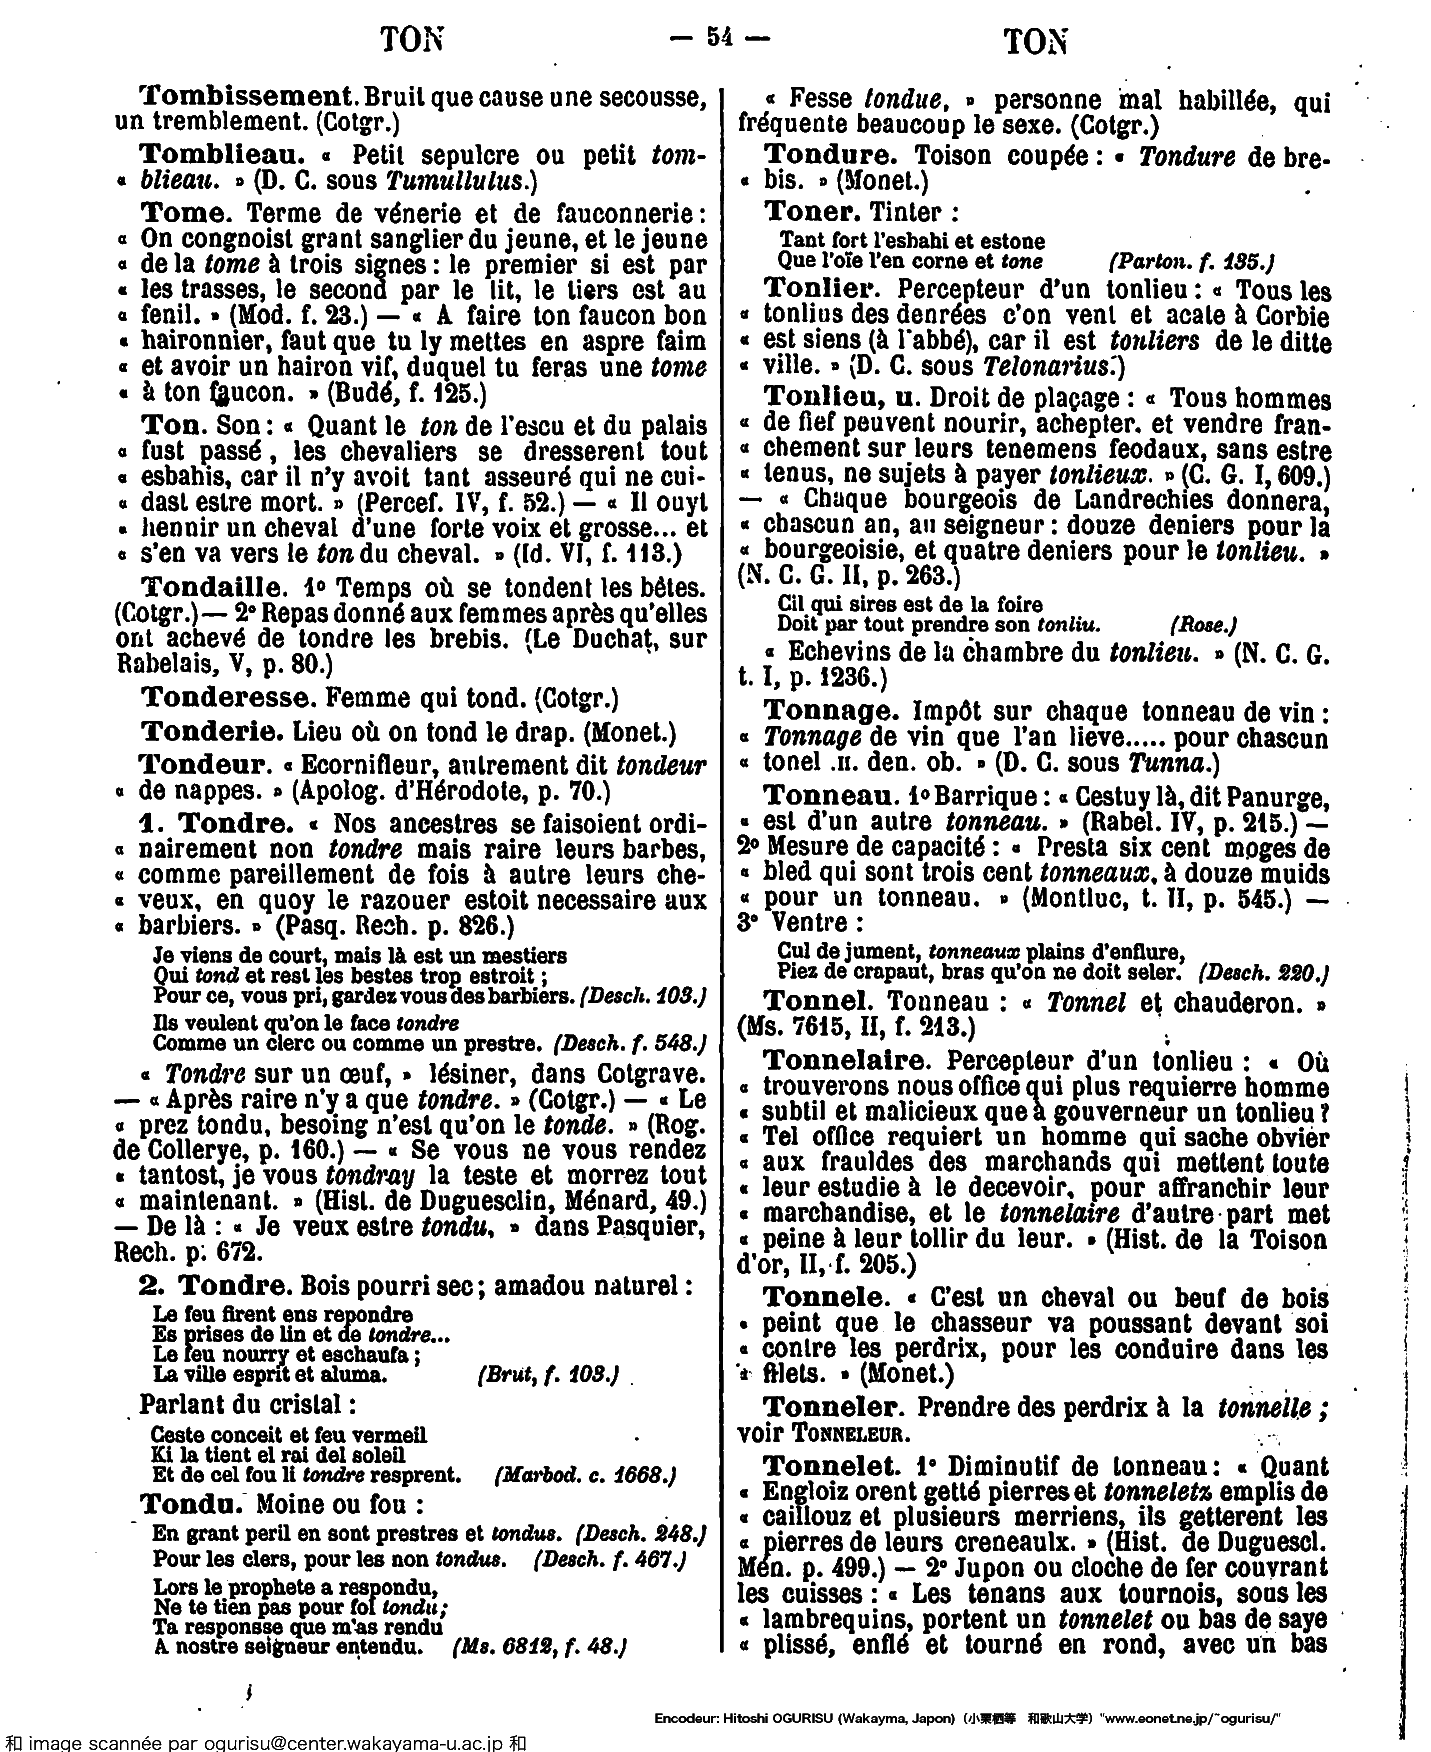 TON — 54 — TON
Tombissement. Bruit que cause une secousse,
un tremblement. (Cotgr.)
Tomblieau. « Petit sepulcre ou petit tom-
« blieau. » (D. C. sous Tumullulus.)
Tome. Terme de vénerie et de fauconnerie :
« On congnoist grant sanglier du jeune, et le jeune
« de la tome à trois signes : le premier si est par
« les trasses, le second par le lit, le tiers est au
« fenil. » (Mod. f. 23.) — « A faire ton faucon bon
« haironnier, faut que tu ly mettes en aspre faim
« et avoir un hairon vif, duquel tu feras une tome
« à ton faucon. » (Budé, f. 125.)
Ton. Son : « Quant le ton de l'escu et du palais
« fust passé, les chevaliers se dresserent tout
« esbahis, car il n'y avoit tant asseuré qui ne cui-
« dast estre mort. » (Percef. IV, f. 52.) — « Il ouyt
« hennir un cheval d'une forte voix et grosse... et
« s'en va vers le ton du cheval. » (Id. VI, f. 113.)
Tondaille. 1° Temps où se tondent les bêtes.
(Cotgr.) — 2° Repas donné aux femmes après qu'elles
ont achevé de tondre les brebis. (Le Duchat, sur
Rabelais, V, p. 80.)
Tonderesse. Femme qui tond. (Cotgr.)
Tonderie. Lieu où on tond le drap. (Monet.)
Tondeur. « Ecornifleur, autrement dit tondeur
« de nappes. » (Apolog. d'Hérodote, p. 70.)
1. Tondre. « Nos ancestres se faisoient ordi-
« nairement non tondre mais raire leurs barbes,
« comme pareillement de fois à autre leurs che-
« veux, en quoy le razouer estoit necessaire aux
« barbiers. » (Pasq. Rech. p. 826.)
Je viens de court, mais là est un mestiers
Qui tond et rest les bestes trop estroit ;
Pour ce, vous pri, gardez vous des barbiers. (Desch. 103.)
Ils veulent qu'on le face tondre
Comme un clerc ou comme un prestre. (Desch. f. 548.)
« Tondre sur un œuf, » lésiner, dans Cotgrave.
— « Après raire n'y a que tondre. » (Cotgr.) — « Le
« prez tondu, besoing n'est qu'on le tonde. » (Rog.
de Collerye, p. 160.) — « Se vous ne vous rendez
« tantost, je vous tondray la teste et morrez tout
« maintenant. » (Hist. de Duguesclin, Ménard, 49.)
— De là : « Je veux estre tondu, » dans Pasquier,
Rech. p. 672.
2. Tondre. Bois pourri sec ; amadou naturel :
Le feu firent ens repondre
Es prises de lin et de tondre...
Le feu nourry et eschaufa ;
La ville esprit et aluma. (Brut, f. 103.)
Parlant du cristal :
Ceste conceit et feu vermeil
Ki la tient el rai del soleil
Et de cel fou li tondre resprent. (Marbod. c. 1668.)
Tondu. Moine ou fou :
En grant peril en sont prestres et tondus. (Desch. 248.)
Pour les clers, pour les non tondus. (Desch. f. 467.)
Lors le prophete a respondu,
Ne te tien pas pour fol tondu ;
Ta responsse que m'as rendu
A nostre seigneur entendu. (Ms. 6812, f. 48.)
« Fesse tondue, » personne mal habillée, qui
fréquente beaucoup le sexe. (Cotgr.)
Tondure. Toison coupée : « Tondure de bre-
« bis. » (Monet.)
Toner. Tinter :
Tant fort l'esbahi et estone
Que l'oïe l'en corne et tone (Parton. f. 135.)
Tonlier. Percepteur d'un tonlieu : « Tous les
« tonlius des denrées c'on vent et acate à Corbie
« est siens (à l'abbé), car il est tonliers de le ditte
« ville. » (D. C. sous Telonarius.)
Tonlieu, u. Droit de plaçage : « Tous hommes
« de fief peuvent nourir, achepter. et vendre fran-
« chement sur leurs tenemens feodaux, sans estre
« tenus, ne sujets à payer tonlieux. » (C. G. I, 609.)
— « Chaque bourgeois de Landrechies donnera,
« chascun an, au seigneur : douze deniers pour la
« bourgeoisie, et quatre deniers pour le tonlieu. »
(N. C. G. II, p. 263.)
Cil qui sires est de la foire
Doit par tout prendre son tonliu. (Rose.)
« Echevins de la chambre du tonlieu. » (N. C. G.
t. I, p. 1236.)
Tonnage. Impôt sur chaque tonneau de vin :
« Tonnage de vin que l'an lieve..... pour chascun
« tonel .II. den. ob. » (D. C. sous Tunna.)
Tonneau. 1° Barrique : « Cestuy là, dit Panurge,
« est d'un autre tonneau. » (Rabel. IV, p. 215.) —
2° Mesure de capacité : « Presta six cent moges de
« bled qui sont trois cent tonneaux, à douze muids
« pour un tonneau. » (Montluc, t. II, p. 545.) —
3° Ventre :
Cul de jument, tonneaux plains d'enflure,
Piez de crapaut, bras qu'on ne doit seler. (Desch. 220.)
Tonnel. Tonneau : « Tonnel et chauderon. »
(Ms. 7615, II, f. 213.)
Tonnelaire. Percepteur d'un tonlieu : « Où
« trouverons nous office qui plus requierre homme
« subtil et malicieux que à gouverneur un tonlieu ?
« Tel office requiert un homme qui sache obvier
« aux frauldes des marchands qui mettent toute
« leur estudie à le decevoir, pour affranchir leur
« marchandise, et le tonnelaire d'autre part met
« peine à leur tollir du leur. » (Hist. de la Toison
d'or, II, f. 205.)
Tonnele. « C'est un cheval ou beuf de bois
« peint que le chasseur va poussant devant soi
« contre les perdrix, pour les conduire dans les
« filets. » (Monet.)
Tonneler. Prendre des perdrix à la tonnelle ;
voir TONNELEUR.
Tonnelet. 1° Diminutif de tonneau : « Quant
« Engloiz orent getté pierres et tonneletz emplis de
« caillouz et plusieurs merriens, ils getterent les
« pierres de leurs creneaulx. » (Hist. de Duguescl.
Mén. p. 499.) — 2° Jupon ou cloche de fer couvrant
les cuisses : « Les tenans aux tournois, sous les
« lambrequins, portent un tonnelet ou bas de saye
« plissé, enflé et tourné en rond, avec un bas
Encodeur: Hitoshi OGURISU (Wakayma, Japon) (小栗栖等 和歌山大学) "www.eonet.ne.jp/~ogurisu/"
和 image scannée par ogurisu@center.wakayama-u.ac.jp 和